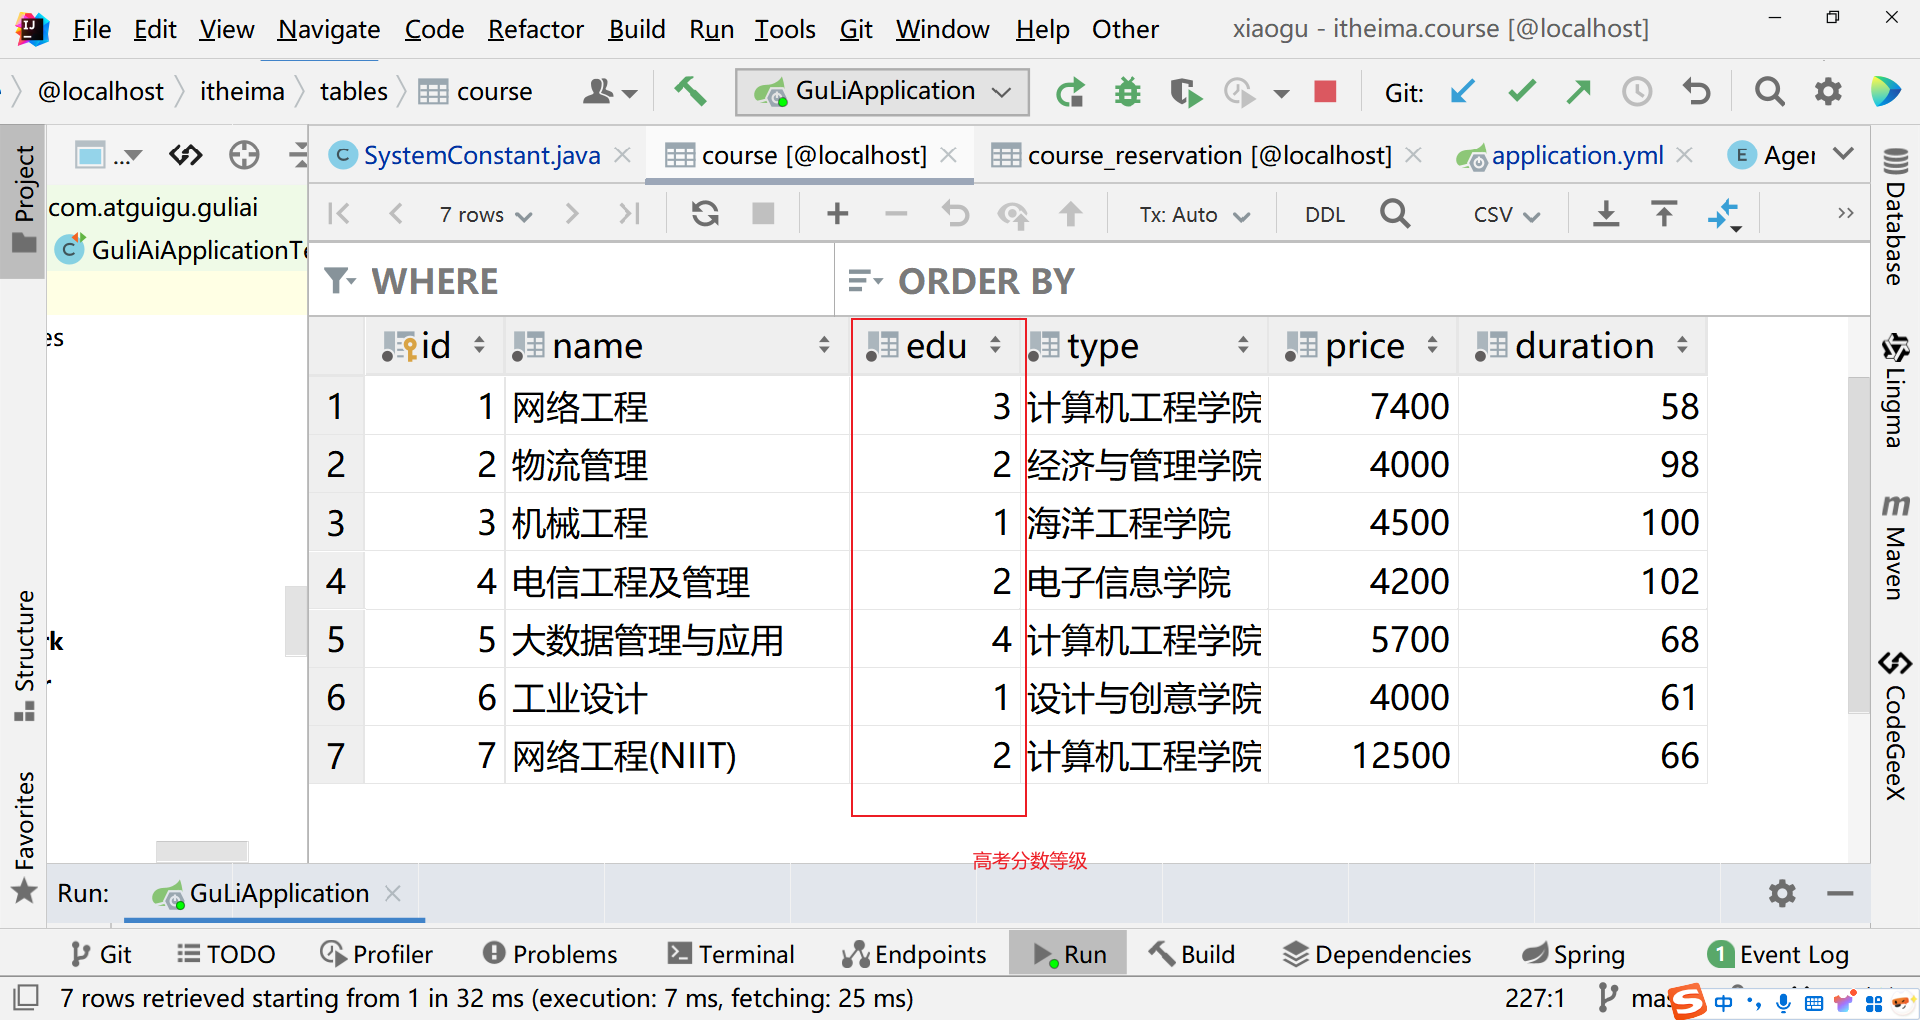 File Edit View Navigate Code Refactor Build Run Tools Git Window Help Other xiaogu - itheima.course [@localhost]
@localhost itheima tables course GuLiApplication Git:
SystemConstant.java course [@localhost] course_reservation [@localhost] application.yml Ager
7 rows Tx: Auto DDL CSV
com.atguigu.guliai
GuliAiApplicationTe
es
rk
WHERE ORDER BY
id name edu type price duration
1 1 网络工程 3 计算机工程学院 7400 58
2 2 物流管理 2 经济与管理学院 4000 98
3 3 机械工程 1 海洋工程学院 4500 100
4 4 电信工程及管理 2 电子信息学院 4200 102
5 5 大数据管理与应用 4 计算机工程学院 5700 68
6 6 工业设计 1 设计与创意学院 4000 61
7 7 网络工程(NIIT) 2 计算机工程学院 12500 66
高考分数等级
Project
Structure
Favorites
Database
Lingma
Maven
CodeGeeX
Run: GuLiApplication
Git TODO Profiler Problems Terminal Endpoints Run Build Dependencies Spring 1 Event Log
7 rows retrieved starting from 1 in 32 ms (execution: 7 ms, fetching: 25 ms) 227:1 mas
中